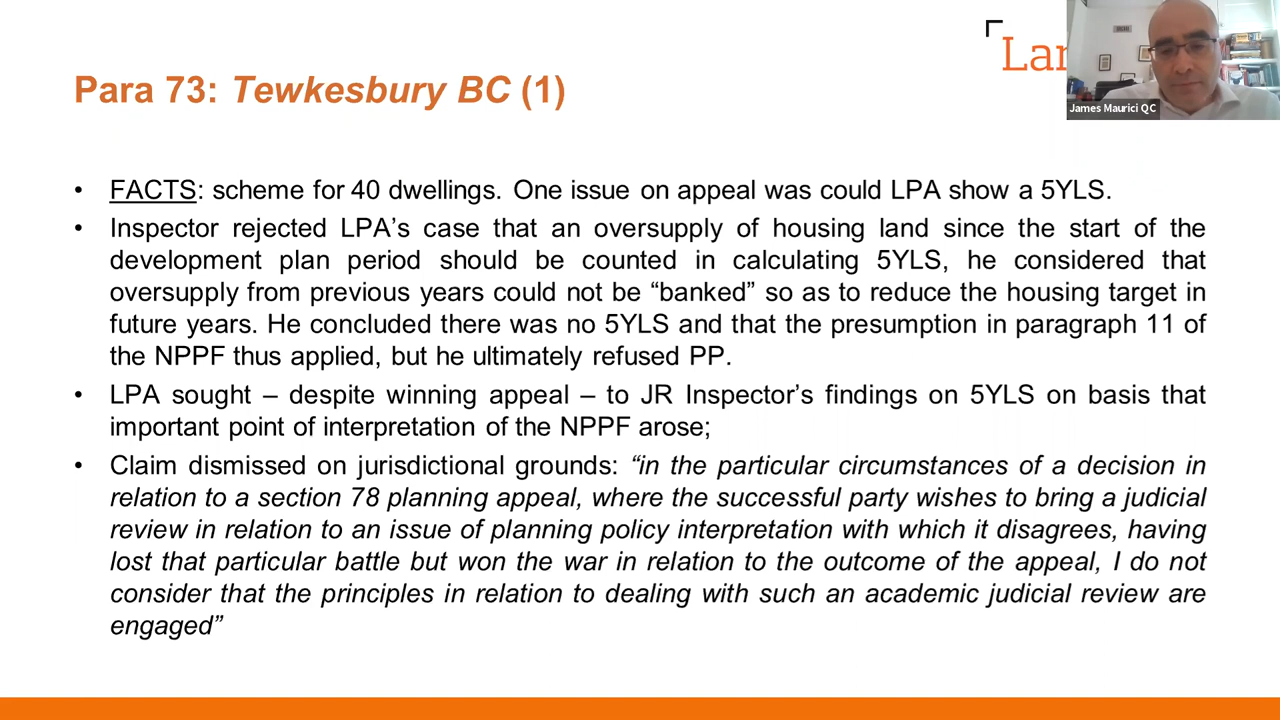 Lan
Para 73: Tewkesbury BC (1)
James Maurici QC
• FACTS: scheme for 40 dwellings. One issue on appeal was could LPA show a 5YLS.
• Inspector rejected LPA’s case that an oversupply of housing land since the start of the
development plan period should be counted in calculating 5YLS, he considered that
oversupply from previous years could not be “banked” so as to reduce the housing target in
future years. He concluded there was no 5YLS and that the presumption in paragraph 11 of
the NPPF thus applied, but he ultimately refused PP.
• LPA sought – despite winning appeal – to JR Inspector’s findings on 5YLS on basis that
important point of interpretation of the NPPF arose;
• Claim dismissed on jurisdictional grounds: “in the particular circumstances of a decision in
relation to a section 78 planning appeal, where the successful party wishes to bring a judicial
review in relation to an issue of planning policy interpretation with which it disagrees, having
lost that particular battle but won the war in relation to the outcome of the appeal, I do not
consider that the principles in relation to dealing with such an academic judicial review are
engaged”